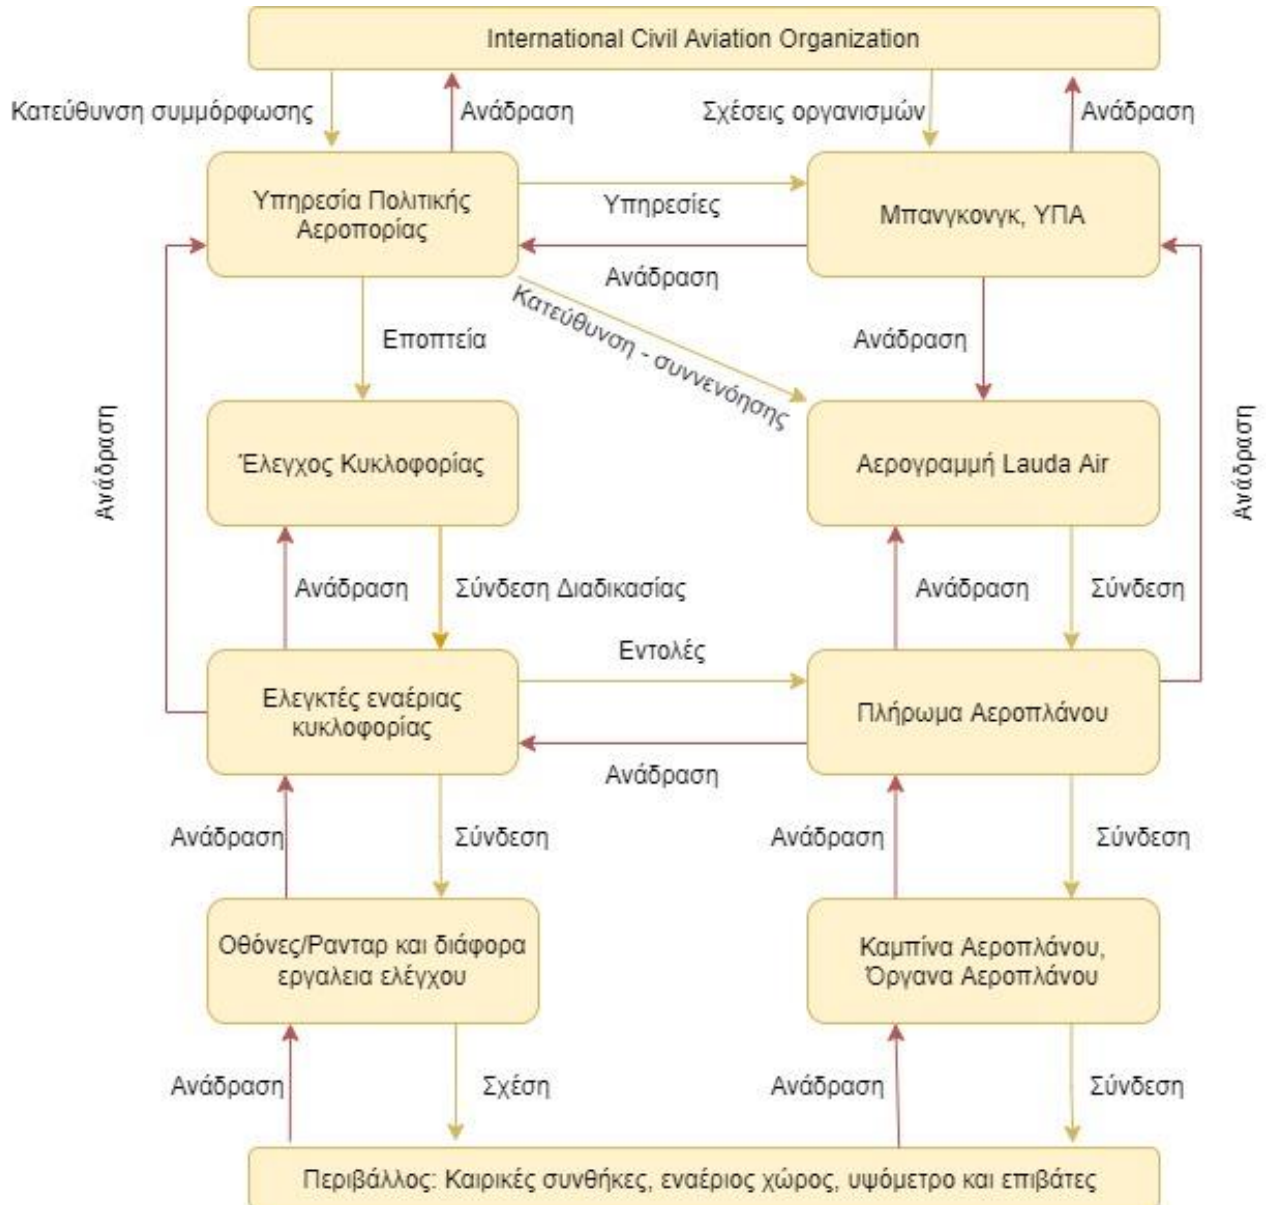 International Civil Aviation Organization
Κατεύθυνση συμμόρφωσης
Ανάδραση
Σχέσεις οργανισμών
Ανάδραση
Υπηρεσία Πολιτικής
Αεροπορίας
Υπηρεσίες
Μπανγκονγκ, ΥΠΑ
Ανάδραση
Κατεύθυνση - συννενόησης
Εποπτεία
Ανάδραση
Ανάδραση
Ανάδραση
Έλεγχος Κυκλοφορίας
Αερογραμμή Lauda Air
Ανάδραση
Σύνδεση Διαδικασίας
Ανάδραση
Σύνδεση
Εντολές
Ελεγκτές εναέριας
κυκλοφορίας
Πλήρωμα Αεροπλάνου
Ανάδραση
Ανάδραση
Σύνδεση
Ανάδραση
Σύνδεση
Οθόνες/Ρανταρ και διάφορα
εργαλεια ελέγχου
Καμπίνα Αεροπλάνου,
Όργανα Αεροπλάνου
Ανάδραση
Σχέση
Ανάδραση
Σύνδεση
Περιβάλλος: Καιρικές συνθήκες, εναέριος χώρος, υψόμετρο και επιβάτες